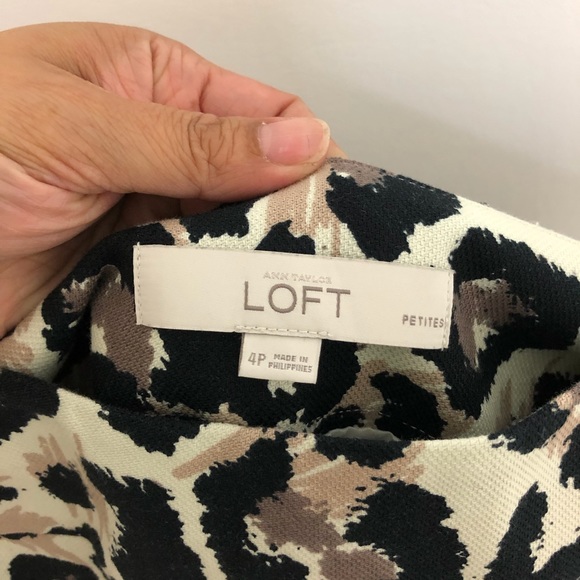 ANN TAYLOR
LOFT
PETITES
4P
MADE IN
PHILIPPINES